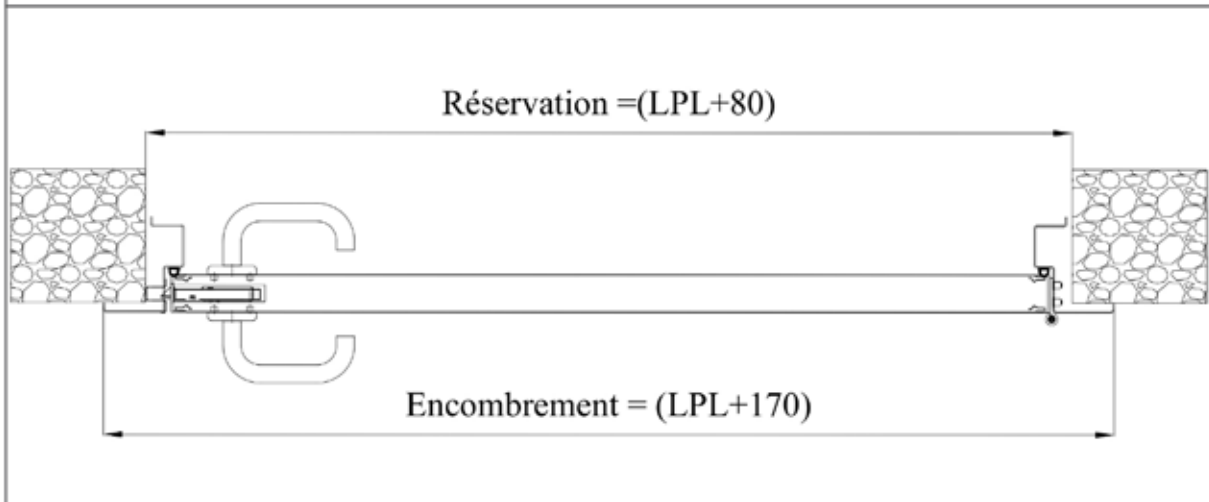 Réservation =(LPL+80)
Encombrement = (LPL+170)